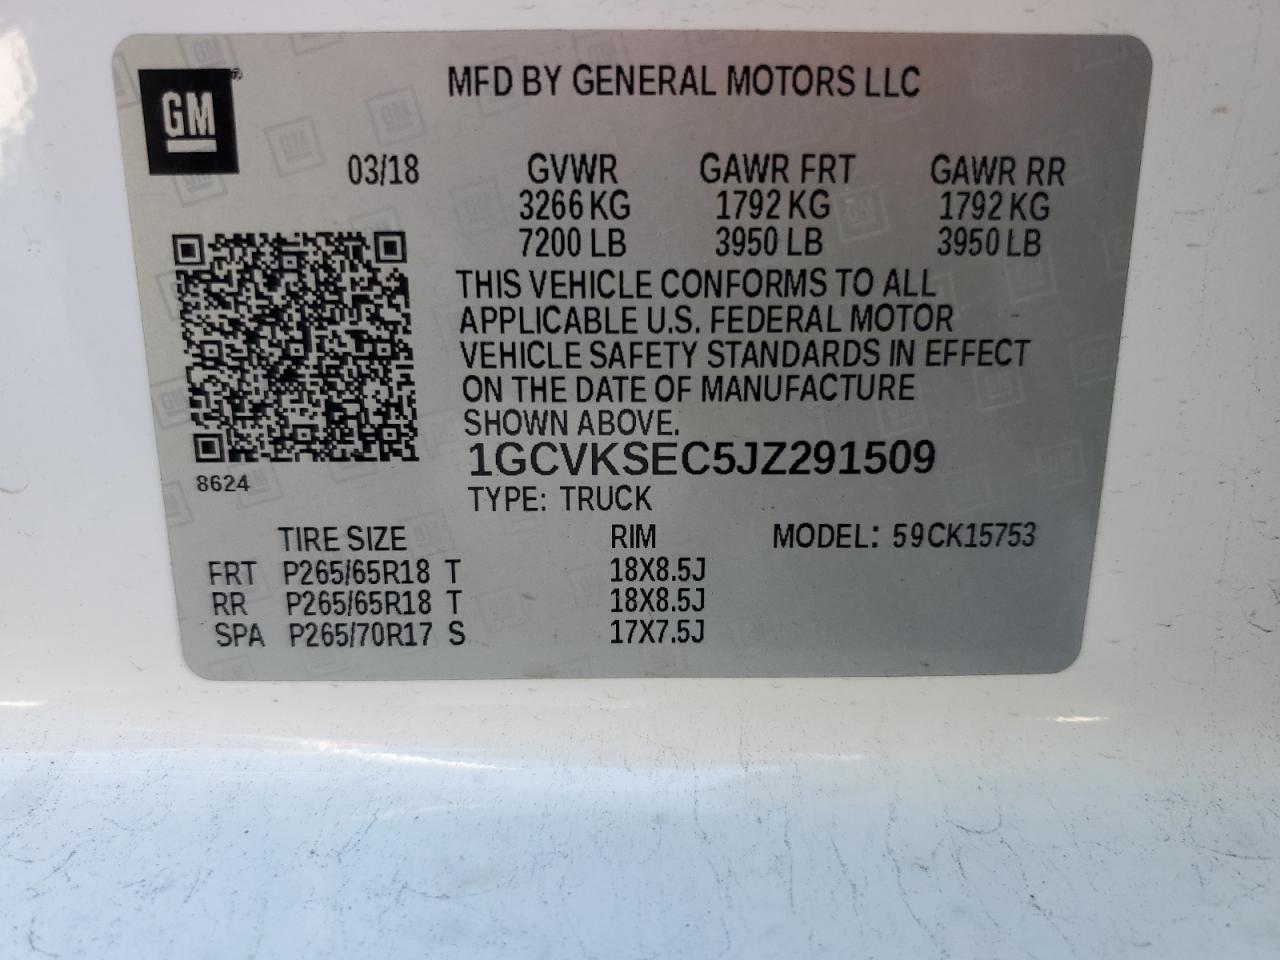 MFD BY GENERAL MOTORS LLC
GM
03/18 GVWR GAWR FRT GAWR RR
3266 KG 1792 KG 1792 KG
7200 LB 3950 LB 3950 LB
THIS VEHICLE CONFORMS TO ALL
APPLICABLE U.S. FEDERAL MOTOR
VEHICLE SAFETY STANDARDS IN EFFECT
ON THE DATE OF MANUFACTURE
SHOWN ABOVE.
1GCVKSEC5JZ291509
8624
TYPE: TRUCK
TIRE SIZE RIM MODEL: 59CK15753
FRT P265/65R18 T 18X8.5J
RR P265/65R18 T 18X8.5J
SPA P265/70R17 S 17X7.5J